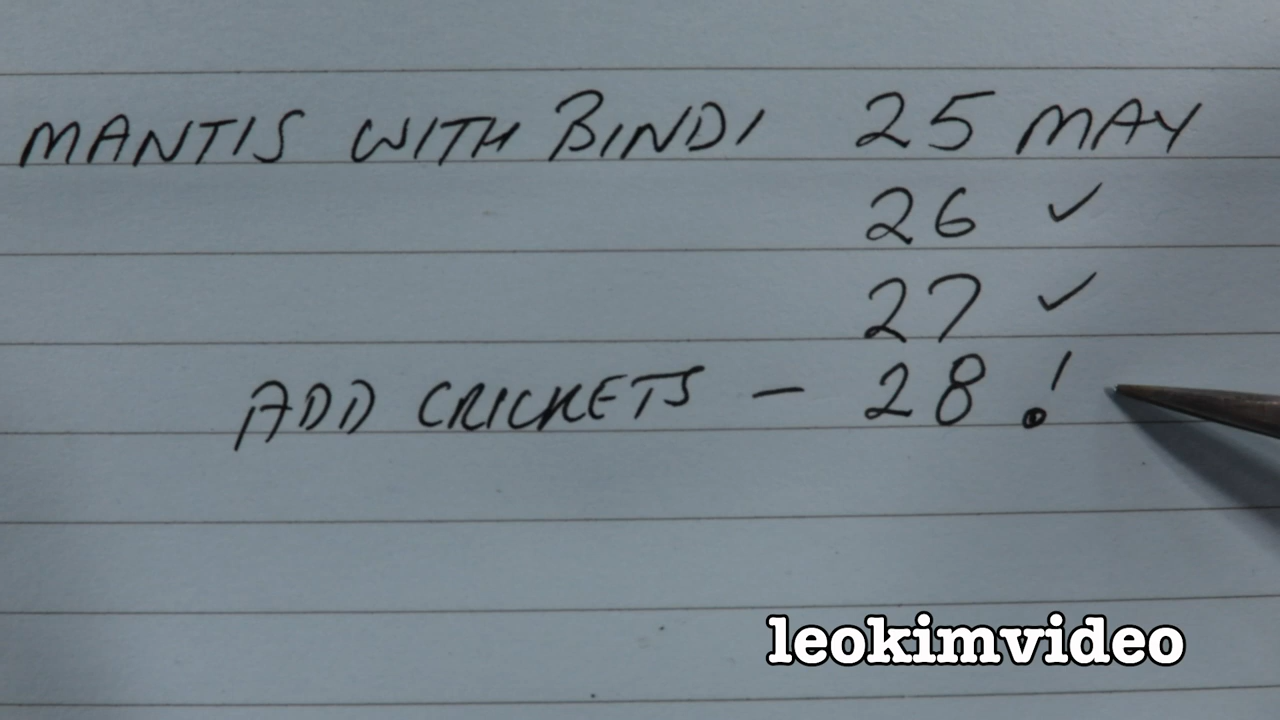 MANTIS WITH BINDI 25 MAY
26 ✓
27 ✓
ADD CRICKETS - 28 !
leokimvideo